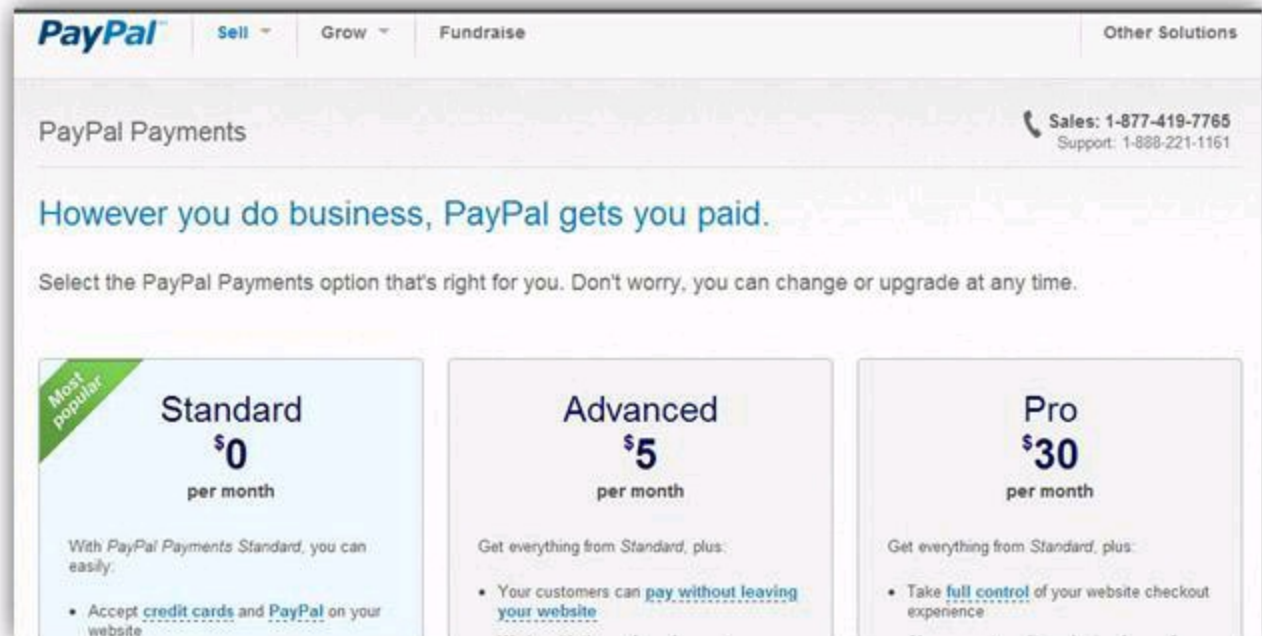 PayPal Sell Grow Fundraise Other Solutions
PayPal Payments
Sales: 1-877-419-7765
Support: 1-888-221-1161
However you do business, PayPal gets you paid.
Select the PayPal Payments option that's right for you. Don't worry, you can change or upgrade at any time.
Most popular
Standard
$0
per month
With PayPal Payments Standard, you can
easily:
• Accept credit cards and PayPal on your
website
Advanced
$5
per month
Get everything from Standard, plus:
• Your customers can pay without leaving
your website
Pro
$30
per month
Get everything from Standard, plus:
• Take full control of your website checkout
experience